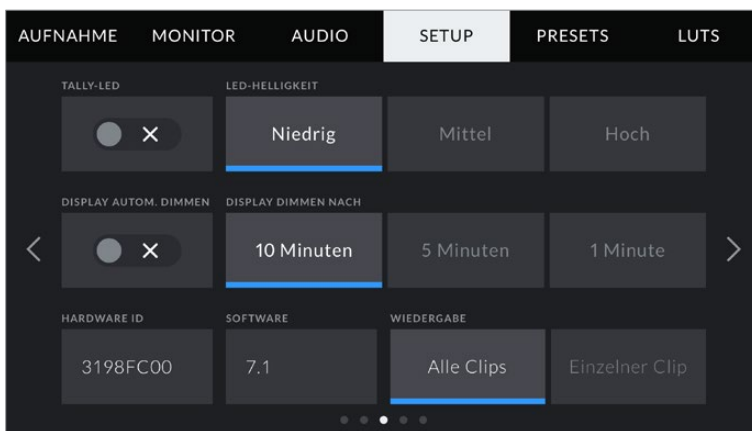 AUFNAHME MONITOR AUDIO SETUP PRESETS LUTS
TALLY-LED LED-HELLIGKEIT
Niedrig Mittel Hoch
DISPLAY AUTOM. DIMMEN DISPLAY DIMMEN NACH
10 Minuten 5 Minuten 1 Minute
HARDWARE ID SOFTWARE WIEDERGABE
3198FC00 7.1 Alle Clips Einzelner Clip